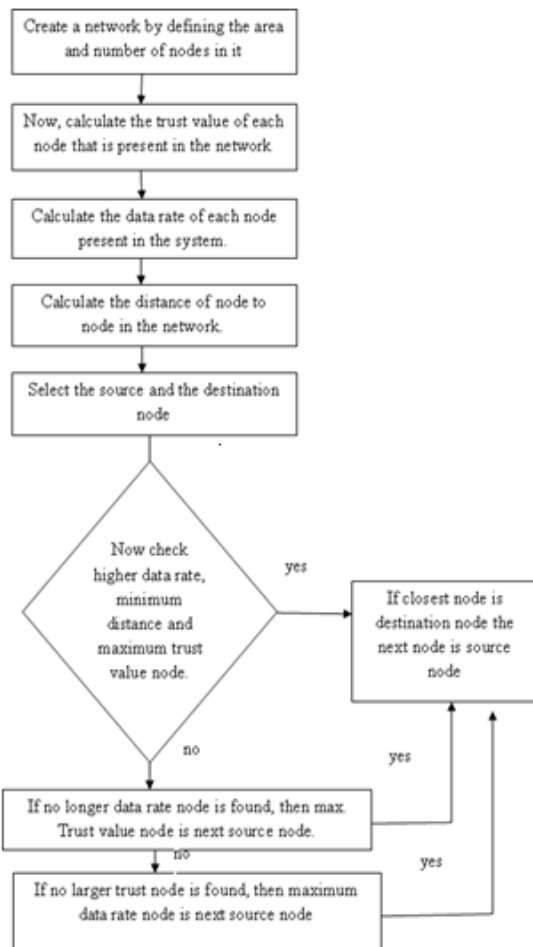 Create a network by defining the area
and number of nodes in it
Now, calculate the trust value of each
node that is present in the network
Calculate the data rate of each node
present in the system.
Calculate the distance of node to
node in the network.
Select the source and the destination
node
Now check
higher data rate,
minimum
distance and
maximum trust
value node.
yes
If closest node is
destination node the
next node is source
node
no
yes
If no longer data rate node is found, then max.
Trust value node is next source node.
no
yes
If no larger trust node is found, then maximum
data rate node is next source node